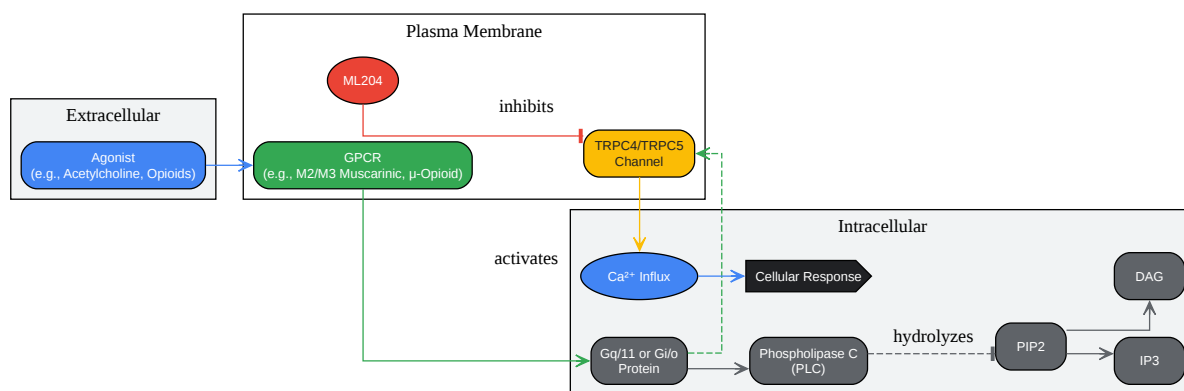 Plasma Membrane
ML204
inhibits
Extracellular
Agonist
(e.g., Acetylcholine, Opioids)
GPCR
(e.g., M2/M3 Muscarinic, μ-Opioid)
TRPC4/TRPC5
Channel
Intracellular
activates
Ca²⁺ Influx
Cellular Response
DAG
hydrolyzes
Gq/11 or Gi/o
Protein
Phospholipase C
(PLC)
PIP2
IP3